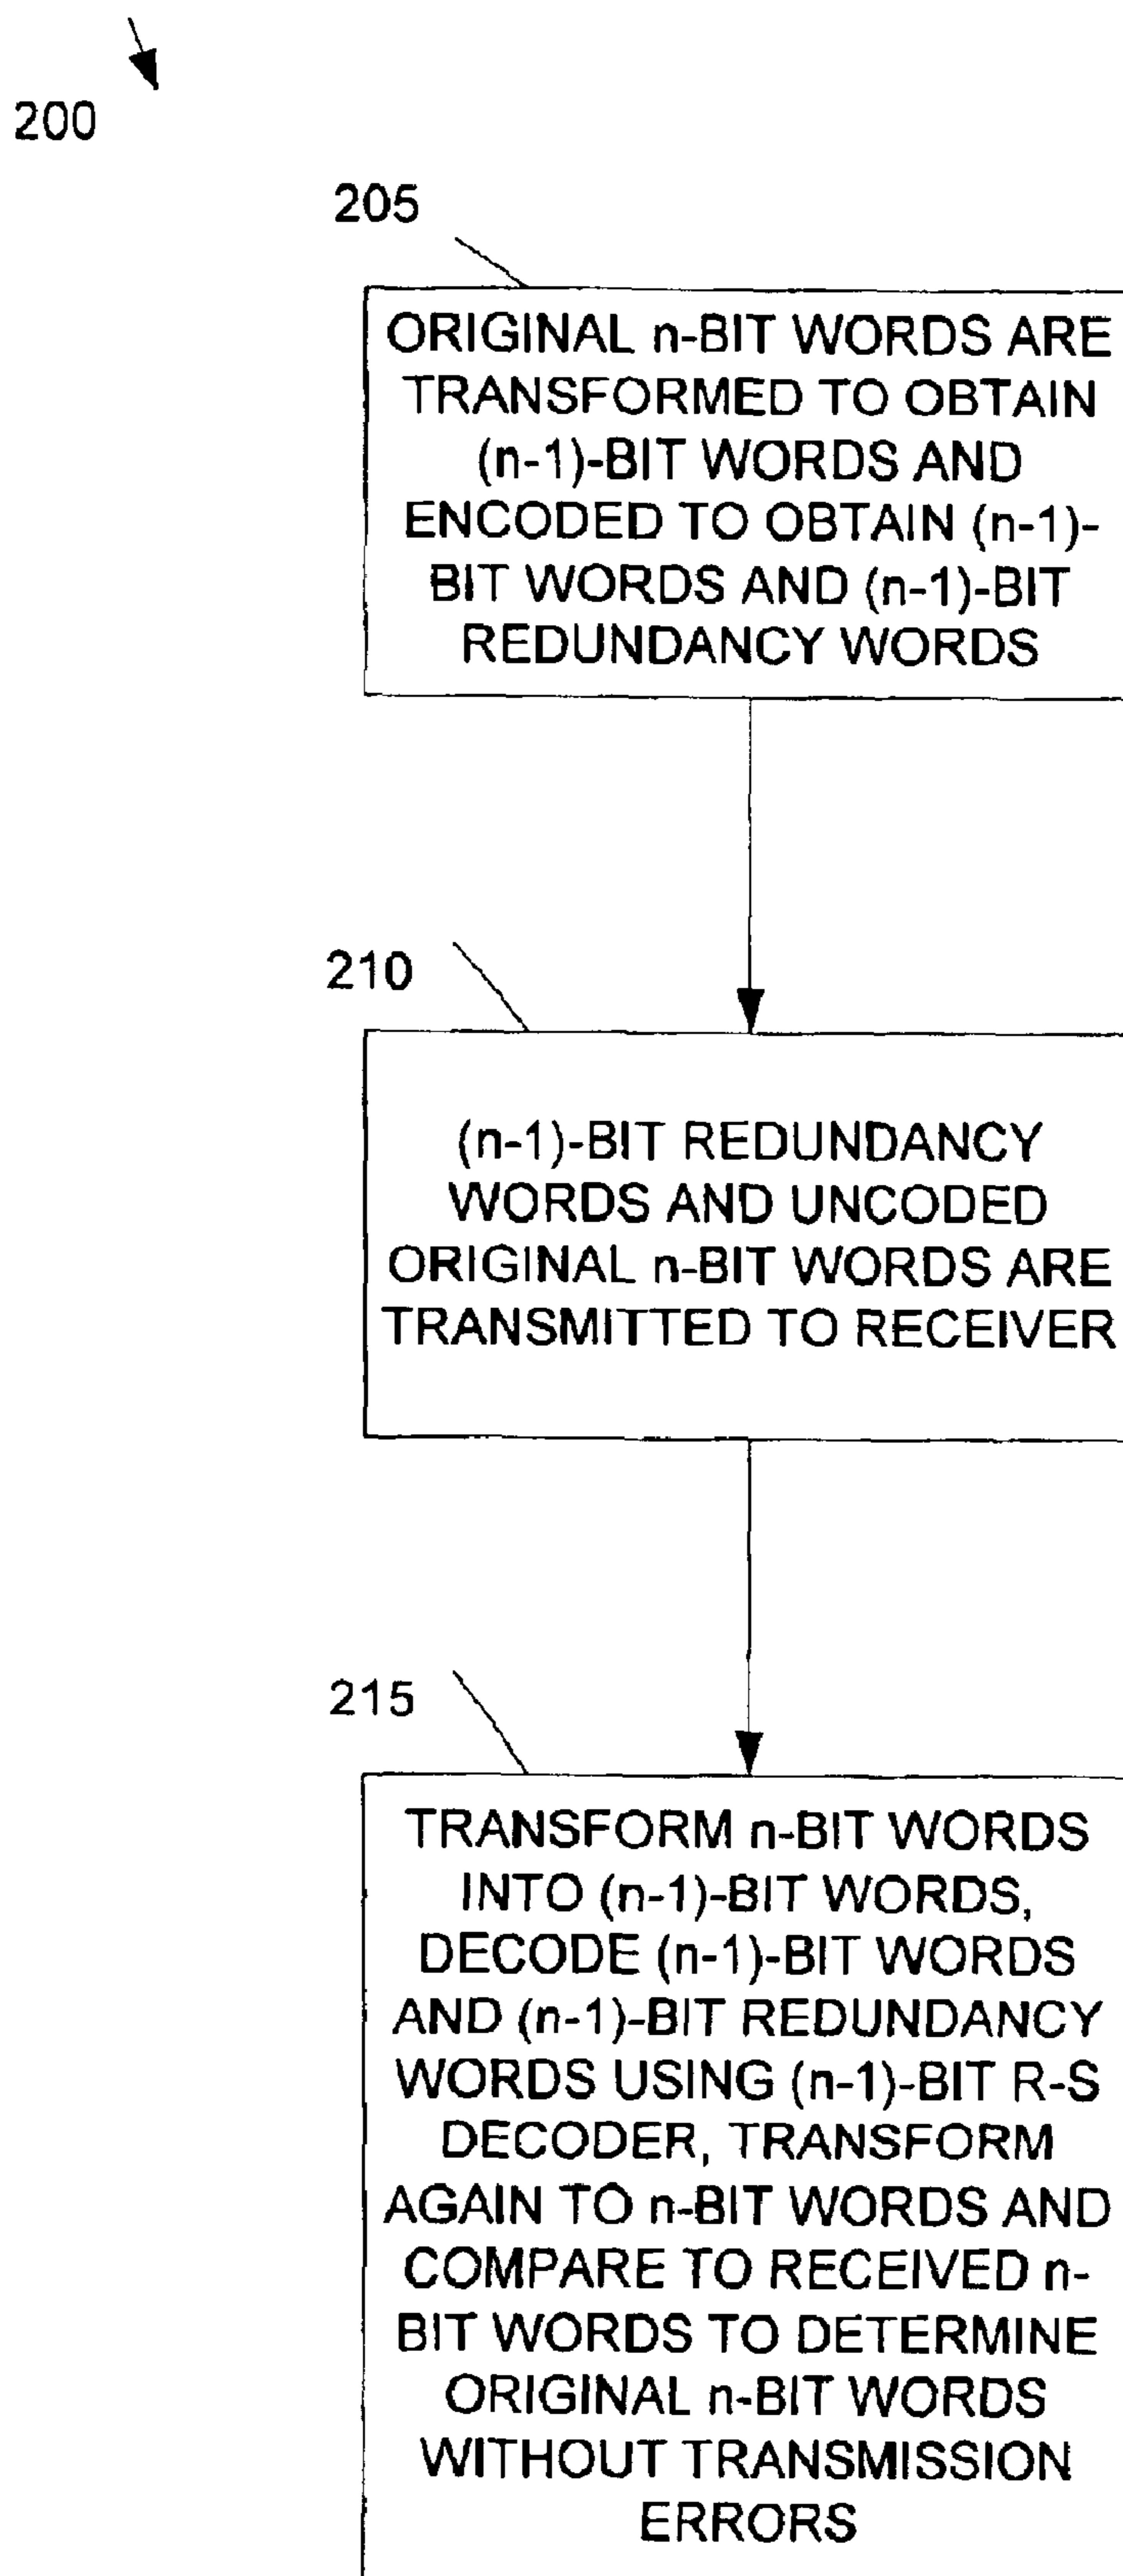 200
205
ORIGINAL n-BIT WORDS ARE
TRANSFORMED TO OBTAIN
(n-1)-BIT WORDS AND
ENCODED TO OBTAIN (n-1)-
BIT WORDS AND (n-1)-BIT
REDUNDANCY WORDS
210
(n-1)-BIT REDUNDANCY
WORDS AND UNCODED
ORIGINAL n-BIT WORDS ARE
TRANSMITTED TO RECEIVER
215
TRANSFORM n-BIT WORDS
INTO (n-1)-BIT WORDS,
DECODE (n-1)-BIT WORDS
AND (n-1)-BIT REDUNDANCY
WORDS USING (n-1)-BIT R-S
DECODER, TRANSFORM
AGAIN TO n-BIT WORDS AND
COMPARE TO RECEIVED n-
BIT WORDS TO DETERMINE
ORIGINAL n-BIT WORDS
WITHOUT TRANSMISSION
ERRORS